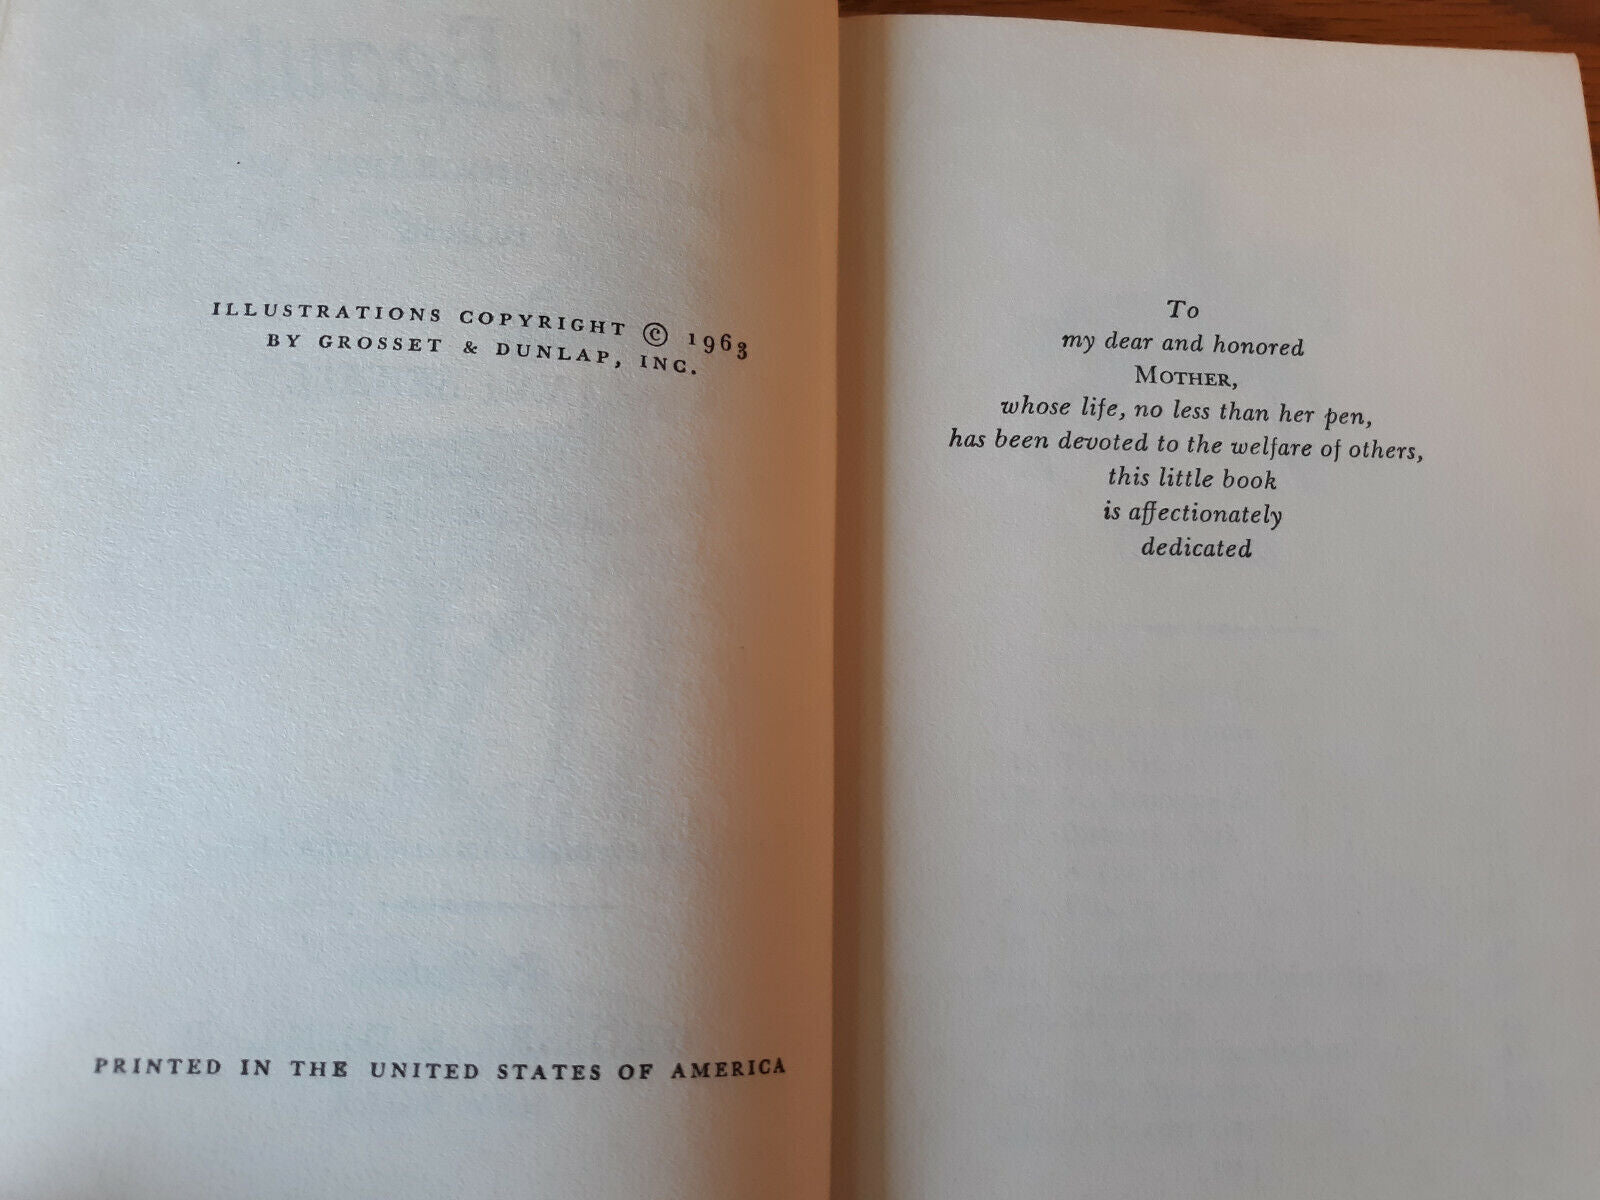 ILLUSTRATIONS COPYRIGHT © 1963
BY GROSSET & DUNLAP, INC.
PRINTED IN THE UNITED STATES OF AMERICA
To
my dear and honored
MOTHER,
whose life, no less than her pen,
has been devoted to the welfare of others,
this little book
is affectionately
dedicated